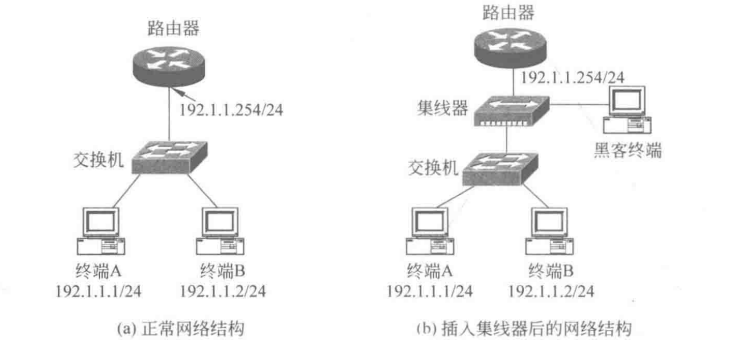 路由器
192.1.1.254/24
交换机
终端A
终端B
192.1.1.1/24
192.1.1.2/24
(a) 正常网络结构
路由器
192.1.1.254/24
集线器
黑客终端
交换机
终端A
终端B
192.1.1.1/24
192.1.1.2/24
(b) 插入集线器后的网络结构